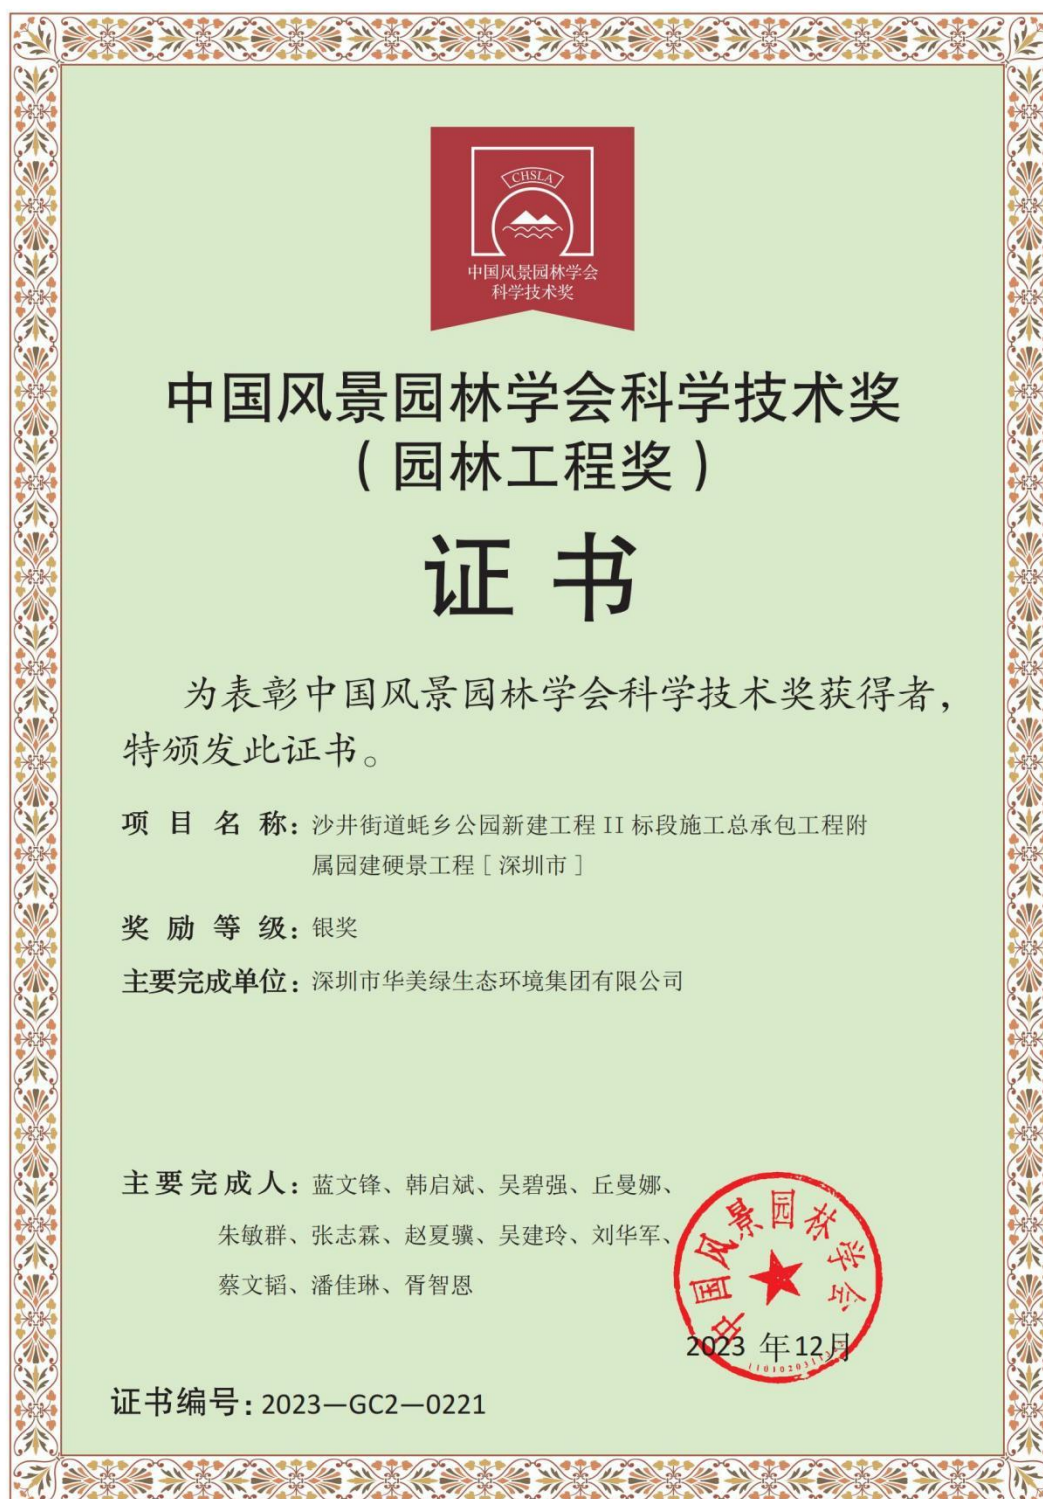 CHSLA
中国风景园林学会
科学技术奖
中国风景园林学会科学技术奖
（园林工程奖）
证书
为表彰中国风景园林学会科学技术奖获得者，
特颁发此证书。
项目名称：沙井街道蚝乡公园新建工程 II 标段施工总承包工程附
属园建硬景工程［深圳市］
奖励等级：银奖
主要完成单位：深圳市华美绿生态环境集团有限公司
主要完成人：蓝文锋、韩启斌、吴碧强、丘曼娜、
朱敏群、张志霖、赵夏骥、吴建玲、刘华军、
蔡文韬、潘佳琳、胥智恩
中国风景园林学会
2023 年12月
证书编号：2023—GC2—0221